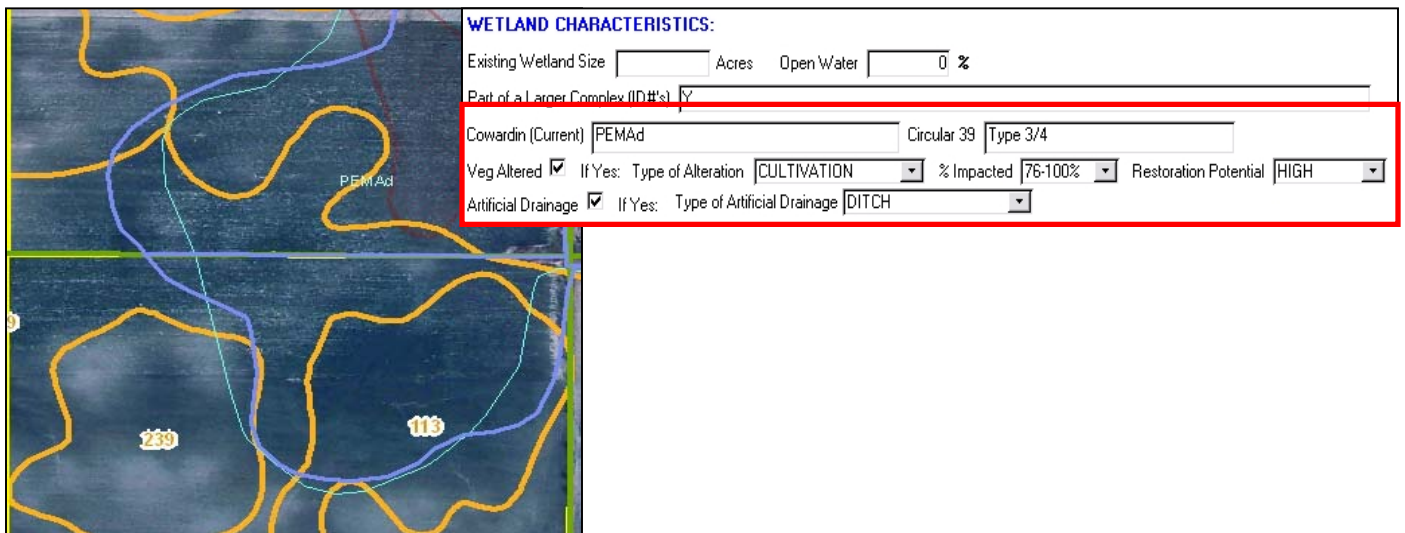 WETLAND CHARACTERISTICS:
Existing Wetland Size Acres Open Water 0 %
Part of a Larger Complex (ID#'s) Y
Cowardin (Current) PEMAd Circular 39 Type 3/4
Veg Altered If Yes: Type of Alteration CULTIVATION % Impacted 76-100% Restoration Potential HIGH
Artificial Drainage If Yes: Type of Artificial Drainage DITCH
PEMAd
9
239
113